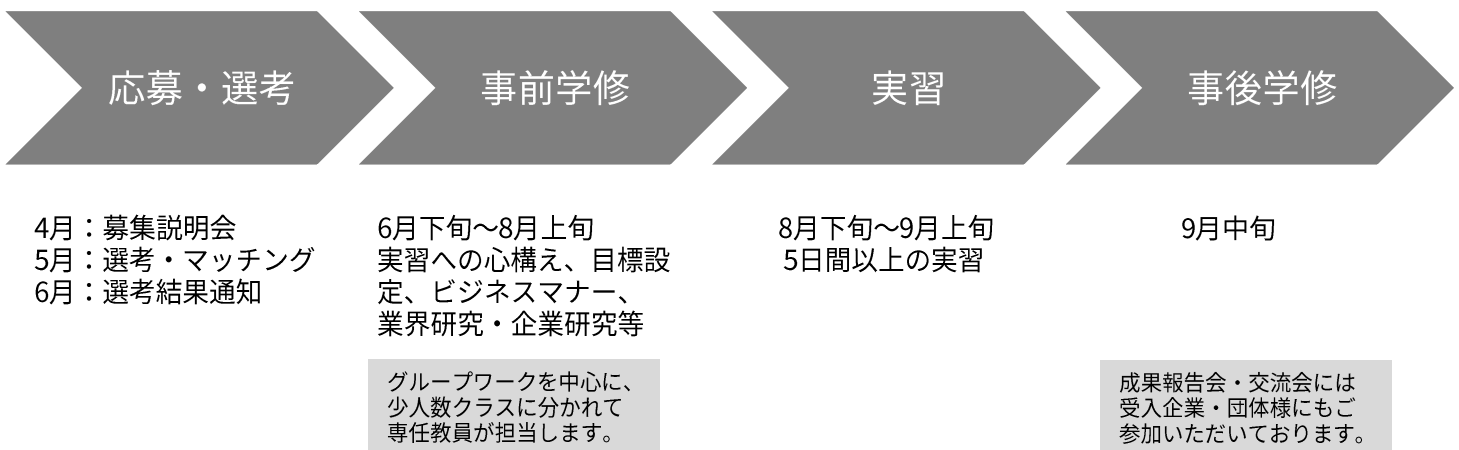 応募・選考
事前学修
実習
事後学修
4月：募集説明会
5月：選考・マッチング
6月：選考結果通知
6月下旬～8月上旬
実習への心構え、目標設
定、ビジネスマナー、
業界研究・企業研究等
グループワークを中心に、
少人数クラスに分かれて
専任教員が担当します。
8月下旬～9月上旬
5日間以上の実習
9月中旬
成果報告会・交流会には
受入企業・団体様にもご
参加いただいております。